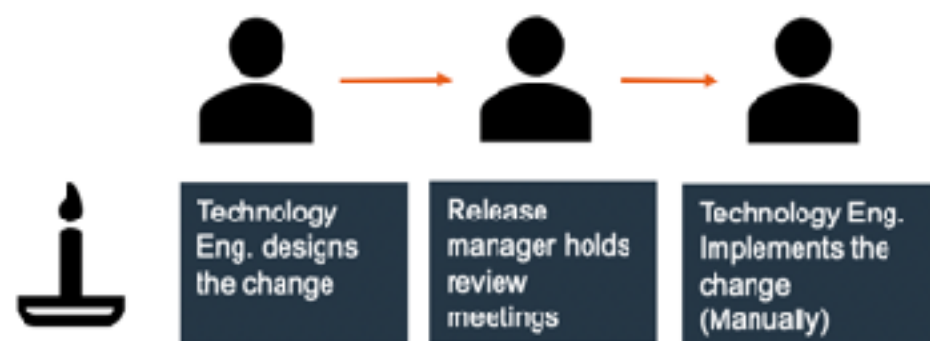 Technology
Eng. designs
the change
Release
manager holds
review
meetings
Technology Eng.
Implements the
change
(Manually)